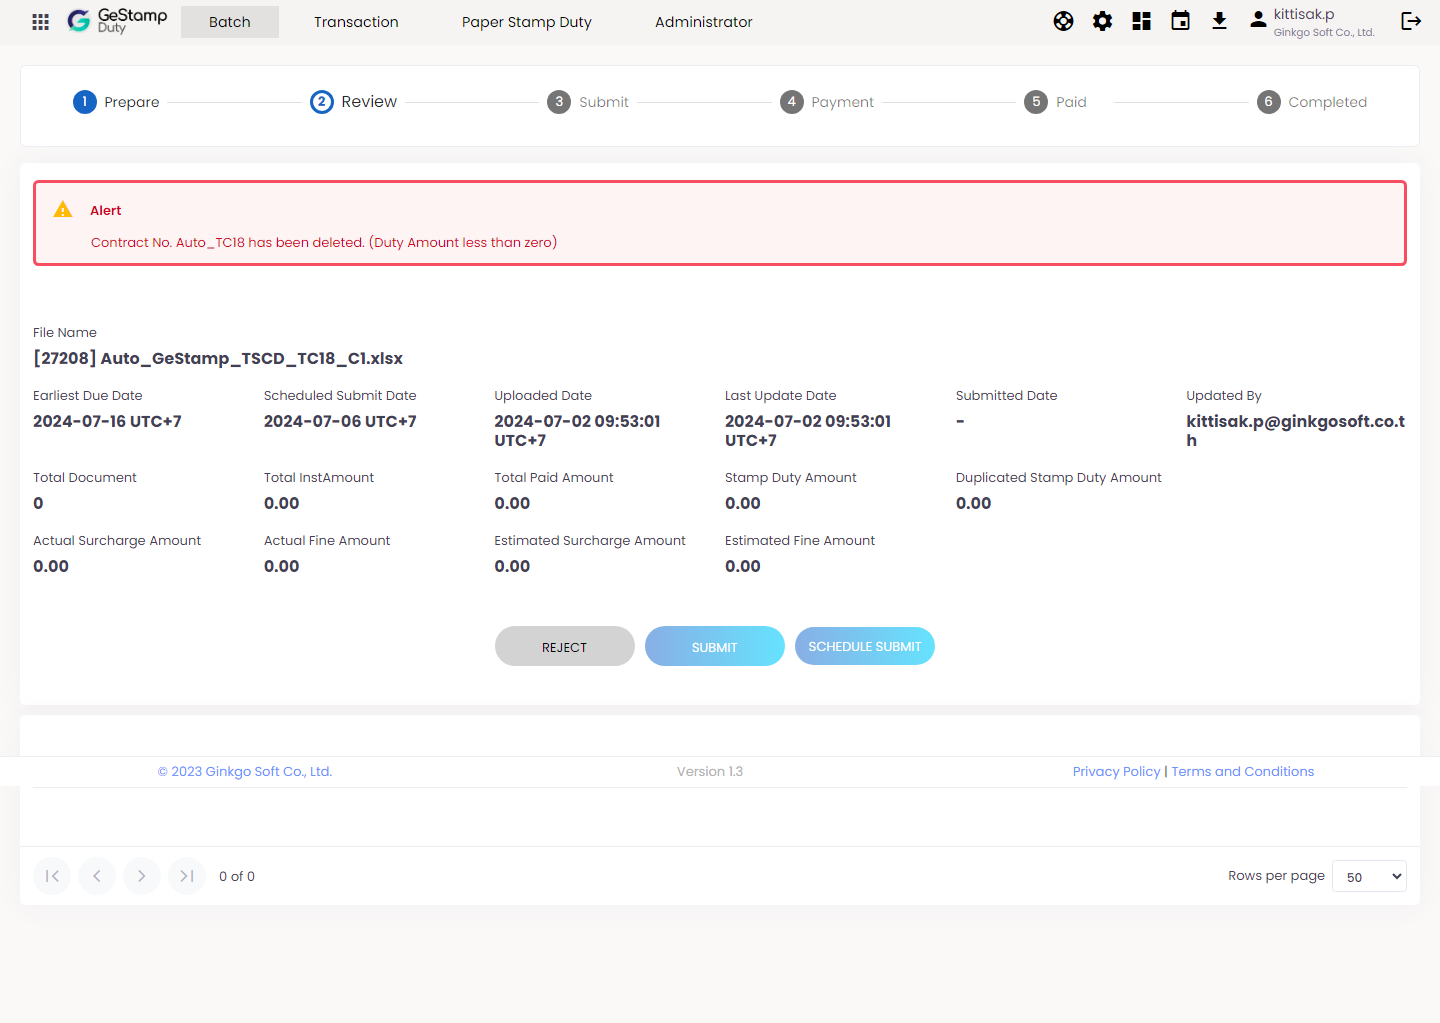 GeStamp
Duty
Batch
Transaction
Paper Stamp Duty
Administrator
kittisak.p
Ginkgo Soft Co., Ltd.
1 Prepare
2 Review
3 Submit
4 Payment
5 Paid
6 Completed
Alert
Contract No. Auto_TC18 has been deleted. (Duty Amount less than zero)
File Name
[27208] Auto_GeStamp_TSCD_TC18_C1.xlsx
Earliest Due Date
2024-07-16 UTC+7
Scheduled Submit Date
2024-07-06 UTC+7
Uploaded Date
2024-07-02 09:53:01
UTC+7
Last Update Date
2024-07-02 09:53:01
UTC+7
Submitted Date
-
Updated By
kittisak.p@ginkgosoft.co.t
h
Total Document
0
Total InstAmount
0.00
Total Paid Amount
0.00
Stamp Duty Amount
0.00
Duplicated Stamp Duty Amount
0.00
Actual Surcharge Amount
0.00
Actual Fine Amount
0.00
Estimated Surcharge Amount
0.00
Estimated Fine Amount
0.00
REJECT
SUBMIT
SCHEDULE SUBMIT
© 2023 Ginkgo Soft Co., Ltd.
Version 1.3
Privacy Policy | Terms and Conditions
0 of 0
Rows per page
50